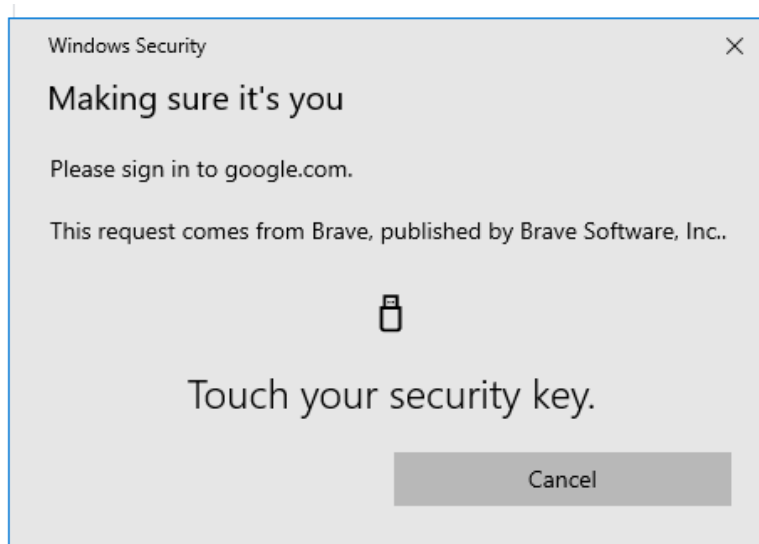 Windows Security
Making sure it's you
Please sign in to google.com.
This request comes from Brave, published by Brave Software, Inc..
Touch your security key.
Cancel